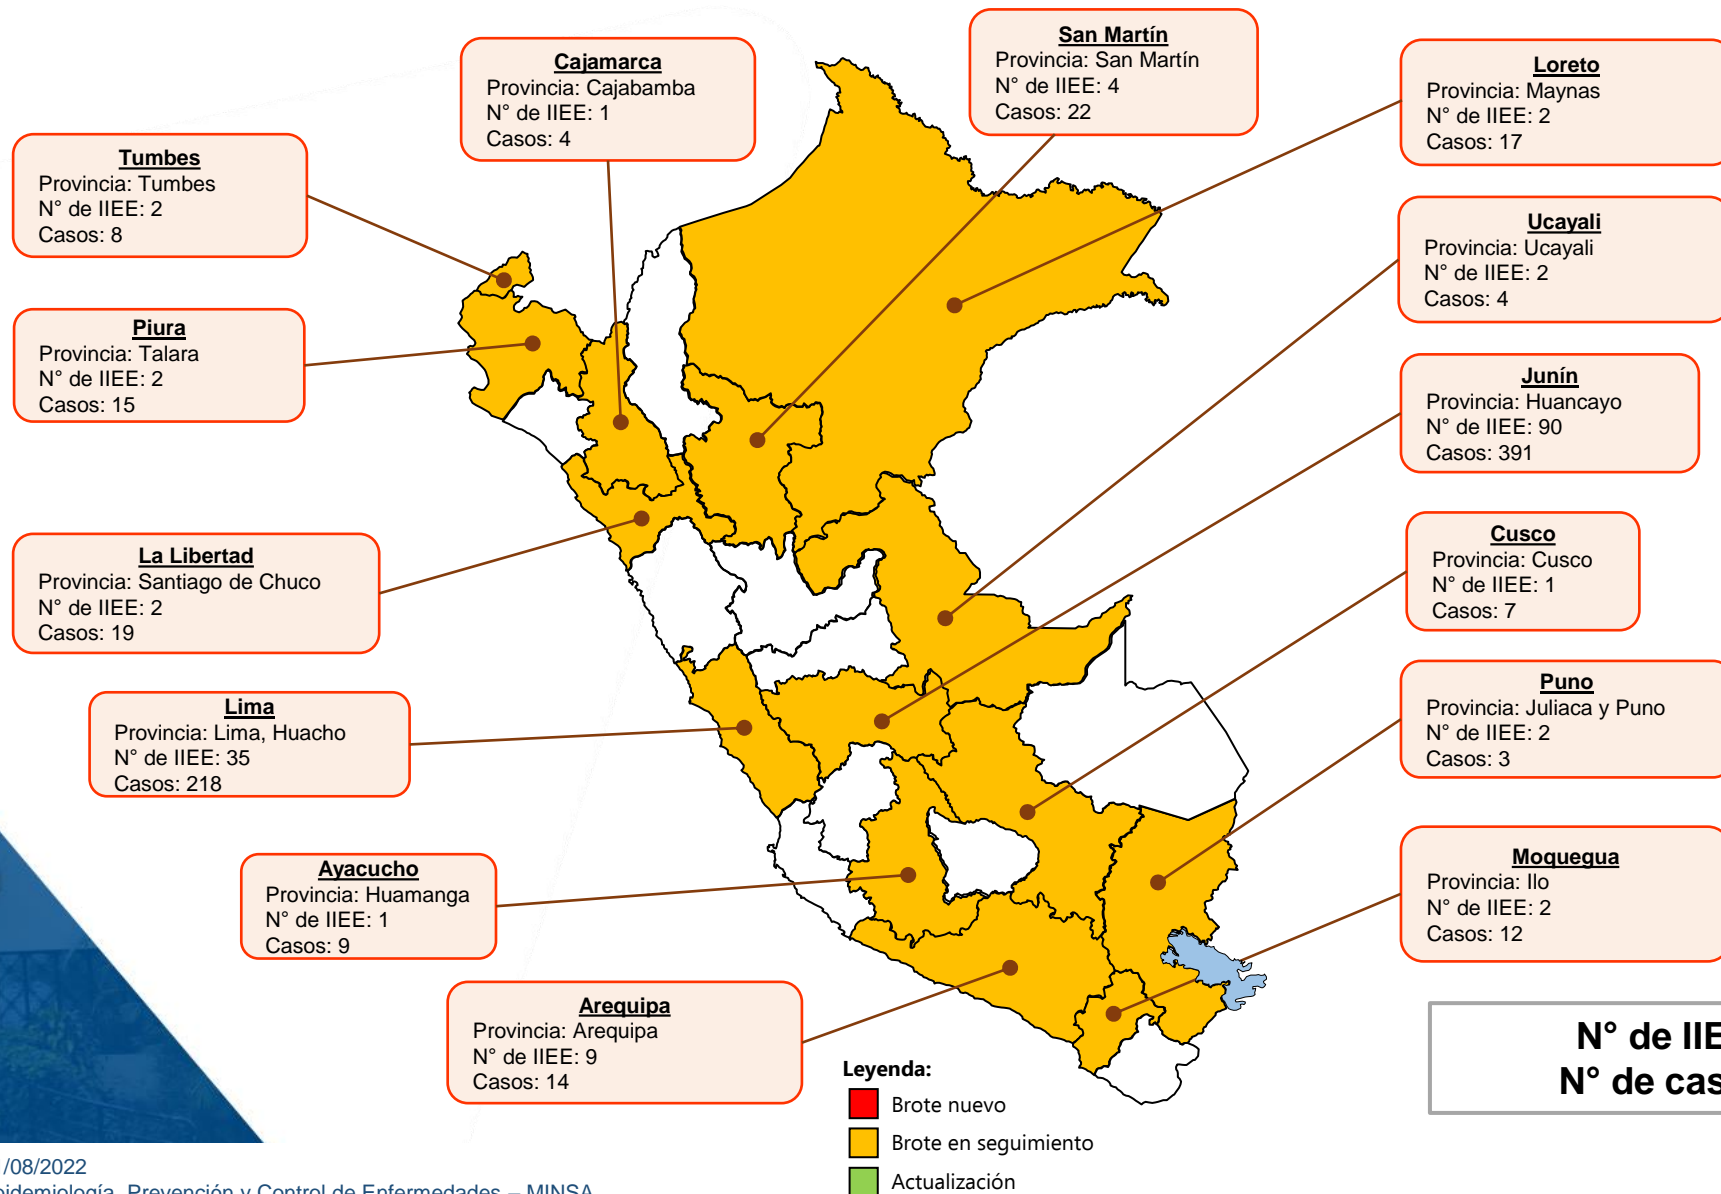 Cajamarca
Provincia: Cajabamba
N° de IIEE: 1
Casos: 4
San Martín
Provincia: San Martín
N° de IIEE: 4
Casos: 22
Loreto
Provincia: Maynas
N° de IIEE: 2
Casos: 17
Tumbes
Provincia: Tumbes
N° de IIEE: 2
Casos: 8
Ucayali
Provincia: Ucayali
N° de IIEE: 2
Casos: 4
Piura
Provincia: Talara
N° de IIEE: 2
Casos: 15
Junín
Provincia: Huancayo
N° de IIEE: 90
Casos: 391
La Libertad
Provincia: Santiago de Chuco
N° de IIEE: 2
Casos: 19
Cusco
Provincia: Cusco
N° de IIEE: 1
Casos: 7
Lima
Provincia: Lima, Huacho
N° de IIEE: 35
Casos: 218
Puno
Provincia: Juliaca y Puno
N° de IIEE: 2
Casos: 3
Ayacucho
Provincia: Huamanga
N° de IIEE: 1
Casos: 9
Moquegua
Provincia: Ilo
N° de IIEE: 2
Casos: 12
Arequipa
Provincia: Arequipa
N° de IIEE: 9
Casos: 14
N° de IIE
N° de cas
Leyenda:
Brote nuevo
Brote en seguimiento
Actualización
/08/2022
idemiología, Prevención y Control de Enfermedades – MINSA